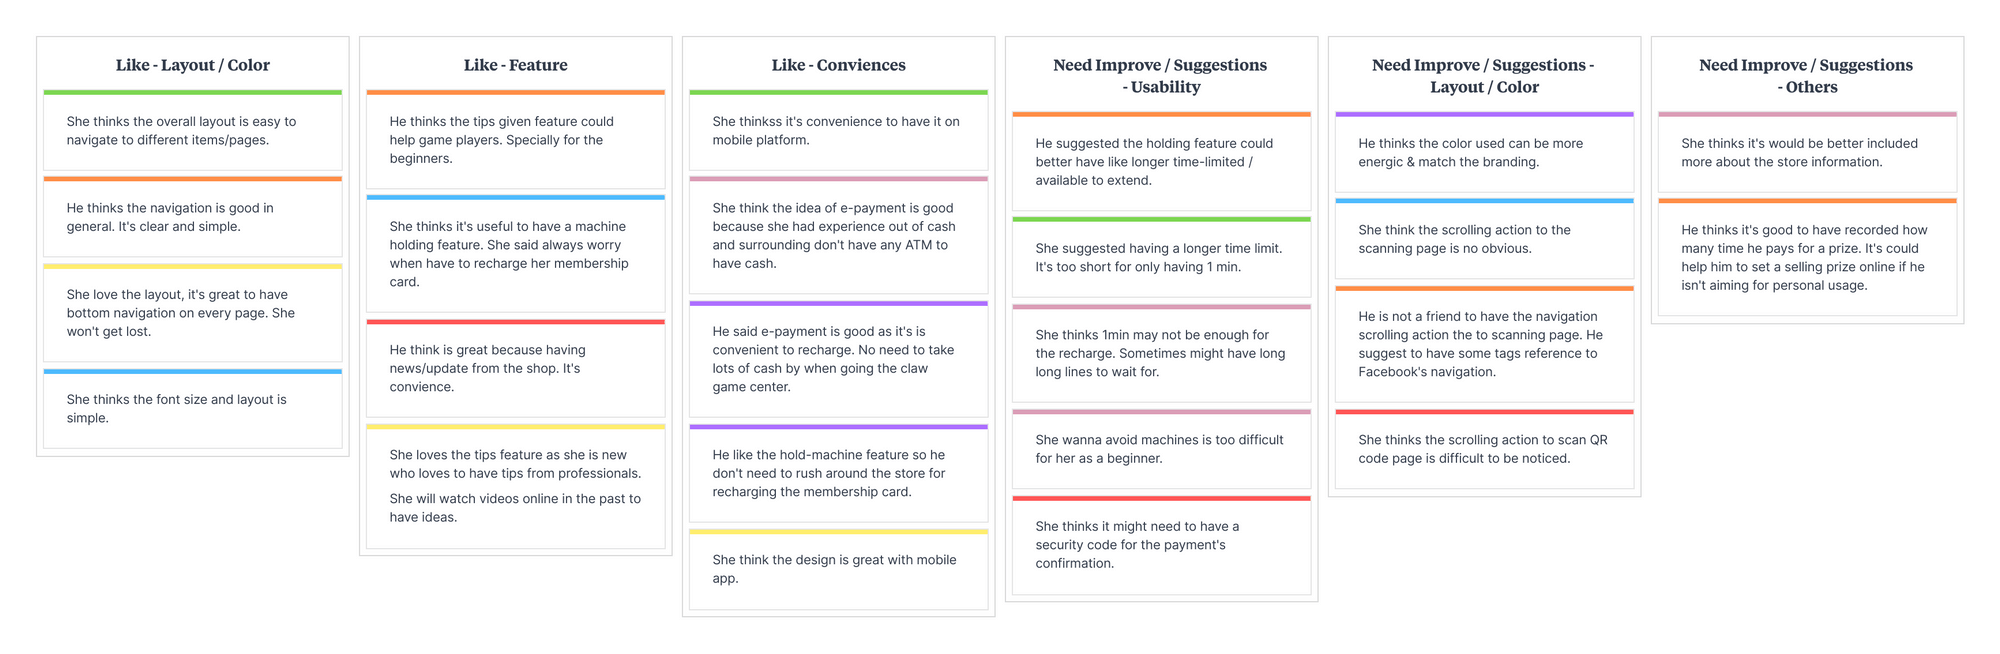 Like - Layout / Color
She thinks the overall layout is easy to
navigate to different items/pages.
He thinks the navigation is good in
general. It's clear and simple.
She love the layout, it's great to have
bottom navigation on every page. She
won't get lost.
She thinks the font size and layout is
simple.
Like - Feature
He thinks the tips given feature could
help game players. Specially for the
beginners.
She thinks it's useful to have a machine
holding feature. She said always worry
when have to recharge her membership
card.
He think is great because having
news/update from the shop. It's
convience.
She loves the tips feature as she is new
who loves to have tips from professionals.
She will watch videos online in the past to
have ideas.
Like - Conviences
She thinkss it's convenience to have it on
mobile platform.
She think the idea of e-payment is good
because she had experience out of cash
and surrounding don't have any ATM to
have cash.
He said e-payment is good as it's is
convenient to recharge. No need to take
lots of cash by when going the claw
game center.
He like the hold-machine feature so he
don't need to rush around the store for
recharging the membership card.
She think the design is great with mobile
app.
Need Improve / Suggestions
- Usability
He suggested the holding feature could
better have like longer time-limited /
available to extend.
She suggested having a longer time limit.
It's too short for only having 1 min.
She thinks 1min may not be enough for
the recharge. Sometimes might have long
long lines to wait for.
She wanna avoid machines is too difficult
for her as a beginner.
She thinks it might need to have a
security code for the payment's
confirmation.
Need Improve / Suggestions -
Layout / Color
He thinks the color used can be more
energic & match the branding.
She think the scrolling action to the
scanning page is no obvious.
He is not a friend to have the navigation
scrolling action the to scanning page. He
suggest to have some tags reference to
Facebook's navigation.
She thinks the scrolling action to scan QR
code page is difficult to be noticed.
Need Improve / Suggestions
- Others
She thinks it's would be better included
more about the store information.
He thinks it's good to have recorded how
many time he pays for a prize. It's could
help him to set a selling prize online if he
isn't aiming for personal usage.